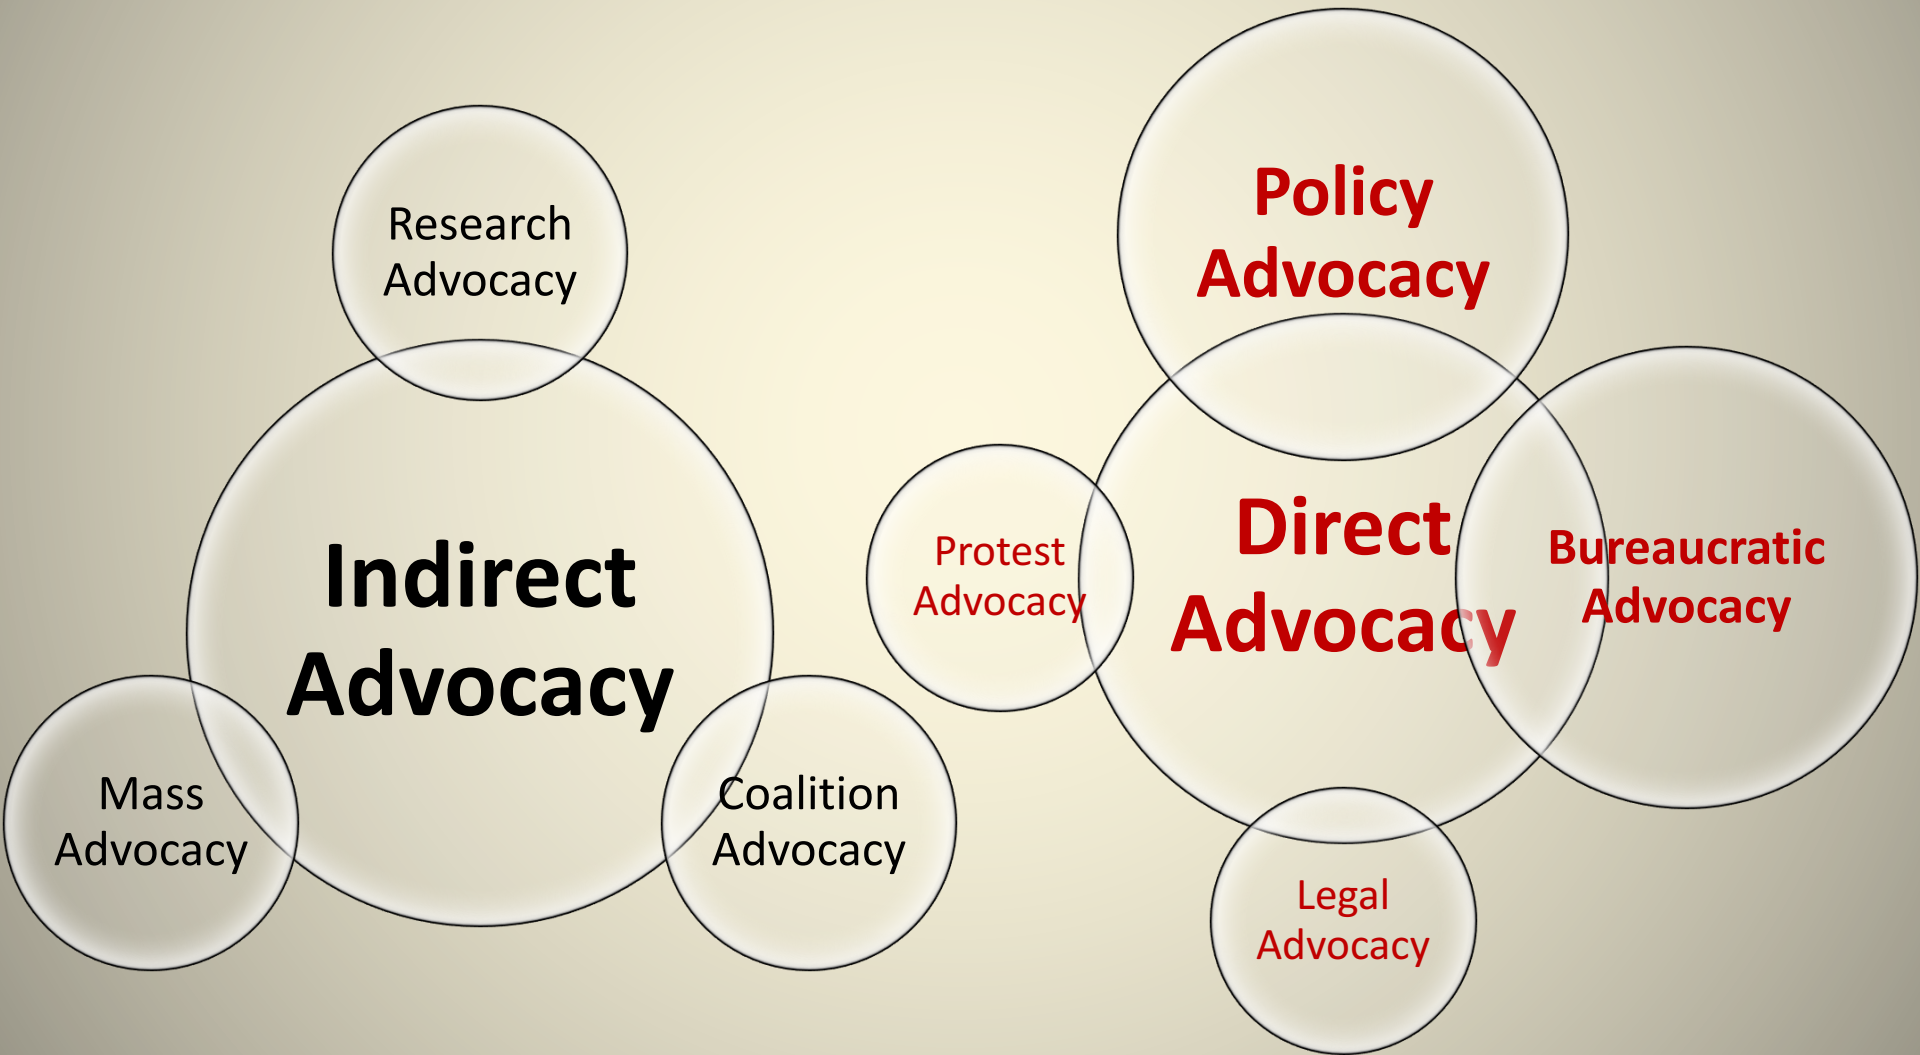 Research
Advocacy
Indirect
Advocacy
Mass
Advocacy
Coalition
Advocacy
Policy
Advocacy
Protest
Advocacy
Direct
Advocacy
Bureaucratic
Advocacy
Legal
Advocacy